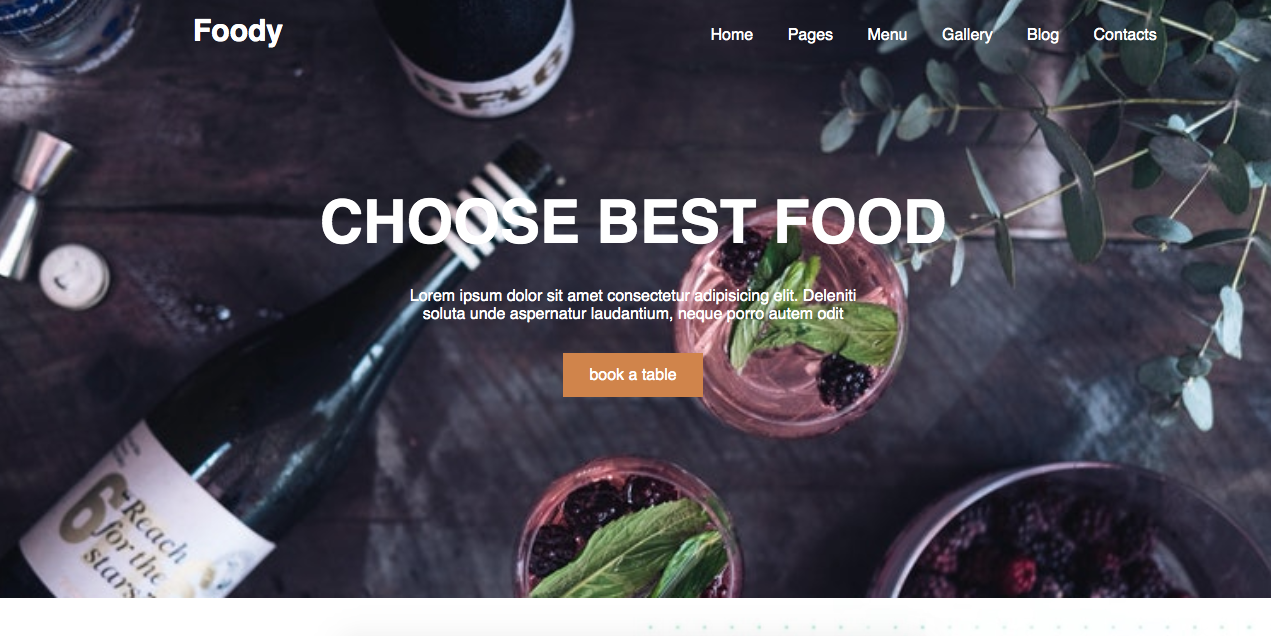 Foody
Home Pages Menu Gallery Blog Contacts
CHOOSE BEST FOOD
Lorem ipsum dolor sit amet consectetur adipisicing elit. Deleniti
soluta unde aspernatur laudantium, neque porro autem odit
book a table
6
Reach
for the
stars